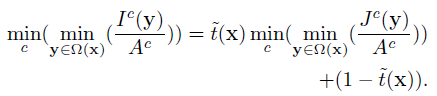 min_c( min_{y∈Ω(x)} ( I^c(y) / A^c )) = t̃(x) min_c( min_{y∈Ω(x)} ( J^c(y) / A^c ))
+(1 − t̃(x)).